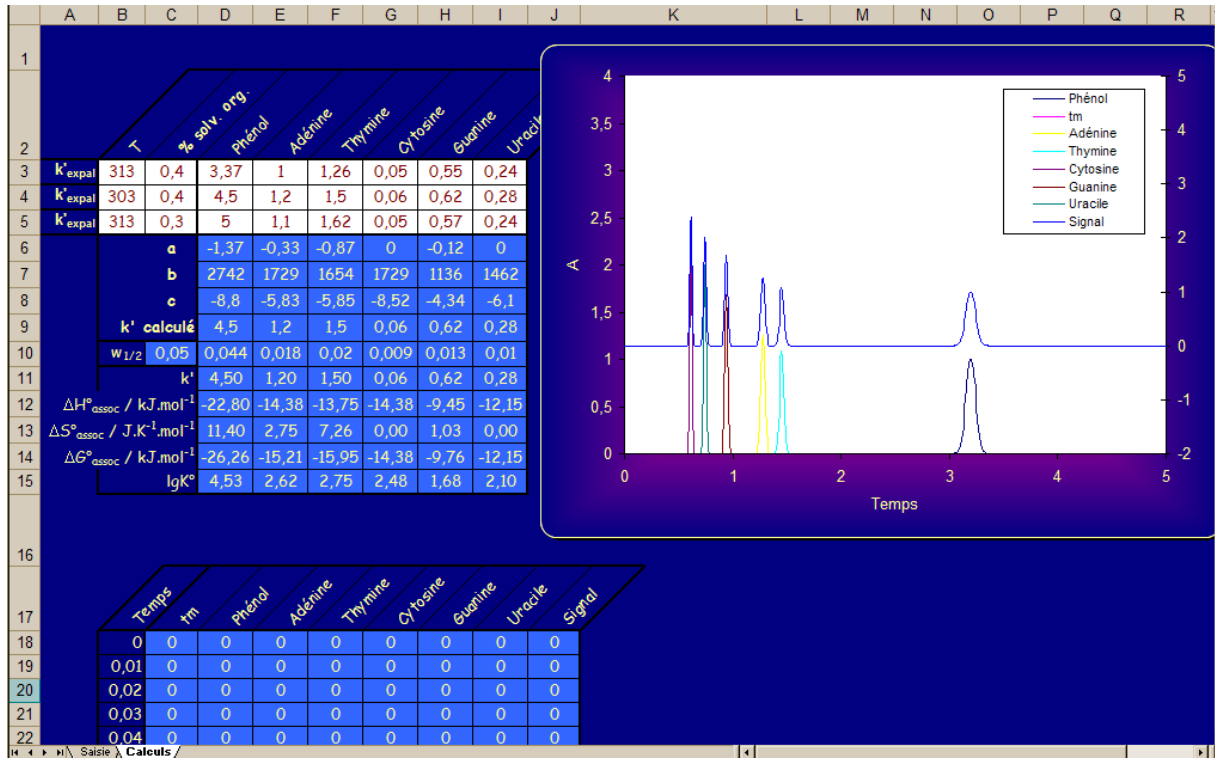 A B C D E F G H I J K L M N O P Q R
1
2 T % solv. org. Phénol Adénine Thymine Cytosine Guanine Uracile
3 k'expal 313 0,4 3,37 1 1,26 0,05 0,55 0,24
4 k'expal 303 0,4 4,5 1,2 1,5 0,06 0,62 0,28
5 k'expal 313 0,3 5 1,1 1,62 0,05 0,57 0,24
6 a -1,37 -0,33 -0,87 0 -0,12 0
7 b 2742 1729 1654 1729 1136 1462
8 c -8,8 -5,83 -5,85 -8,52 -4,34 -6,1
9 k' calculé 4,5 1,2 1,5 0,06 0,62 0,28
10 w1/2 0,05 0,044 0,018 0,02 0,009 0,013 0,01
11 k' 4,50 1,20 1,50 0,06 0,62 0,28
12 ΔH°assoc / kJ.mol-1 -22,80 -14,38 -13,75 -14,38 -9,45 -12,15
13 ΔS°assoc / J.K-1.mol-1 11,40 2,75 7,26 0,00 1,03 0,00
14 ΔG°assoc / kJ.mol-1 -26,26 -15,21 -15,95 -14,38 -9,76 -12,15
15 lgK° 4,53 2,62 2,75 2,48 1,68 2,10
16
17 Temps tm Phénol Adénine Thymine Cytosine Guanine Uracile Signal
18 0 0 0 0 0 0 0 0 0
19 0,01 0 0 0 0 0 0 0 0
20 0,02 0 0 0 0 0 0 0 0
21 0,03 0 0 0 0 0 0 0 0
22 0,04 0 0 0 0 0 0 0 0
Saisie Calculs
4
3,5
3
2,5
2
1,5
1
0,5
0
A
0 1 2 3 4 5
Temps
5
4
3
2
1
0
-1
-2
Phénol
tm
Adénine
Thymine
Cytosine
Guanine
Uracile
Signal